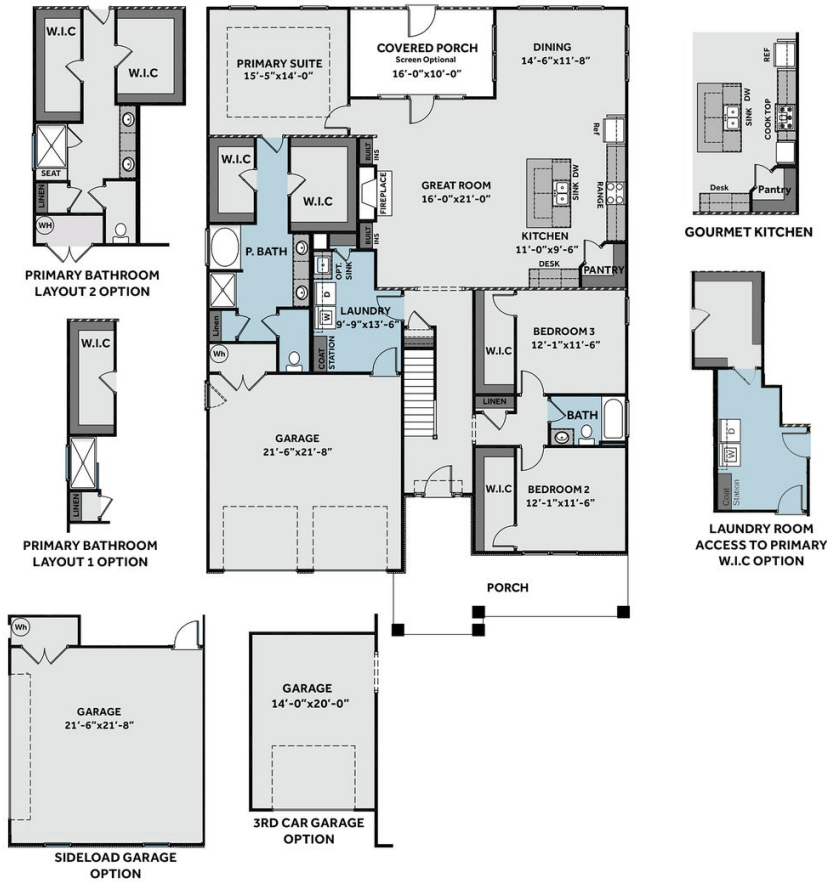 W.I.C
W.I.C
SEAT
LINEN
WH
PRIMARY BATHROOM
LAYOUT 2 OPTION
W.I.C
LINEN
PRIMARY BATHROOM
LAYOUT 1 OPTION
PRIMARY SUITE
15'-5"x14'-0"
COVERED PORCH
Screen Optional
16'-0"x10'-0"
DINING
14'-6"x11'-8"
W.I.C
W.I.C
BUILT
INS
FIREPLACE
BUILT
INS
GREAT ROOM
16'-0"x21'-0"
Ref
DW
SINK
RANGE
KITCHEN
11'-0"x9'-6"
DESK
PANTRY
P. BATH
OPT.
SINK
D
W
LAUNDRY
9'-9"x13'-6"
COAT
STATION
Linen
Wh
GARAGE
21'-6"x21'-8"
W.I.C
BEDROOM 3
12'-1"x11'-6"
LINEN
BATH
W.I.C
BEDROOM 2
12'-1"x11'-6"
PORCH
REF
DW
SINK
COOK TOP
Desk
Pantry
GOURMET KITCHEN
D
W
Coat
Station
LAUNDRY ROOM
ACCESS TO PRIMARY
W.I.C OPTION
Wh
GARAGE
21'-6"x21'-8"
SIDELOAD GARAGE
OPTION
GARAGE
14'-0"x20'-0"
3RD CAR GARAGE
OPTION